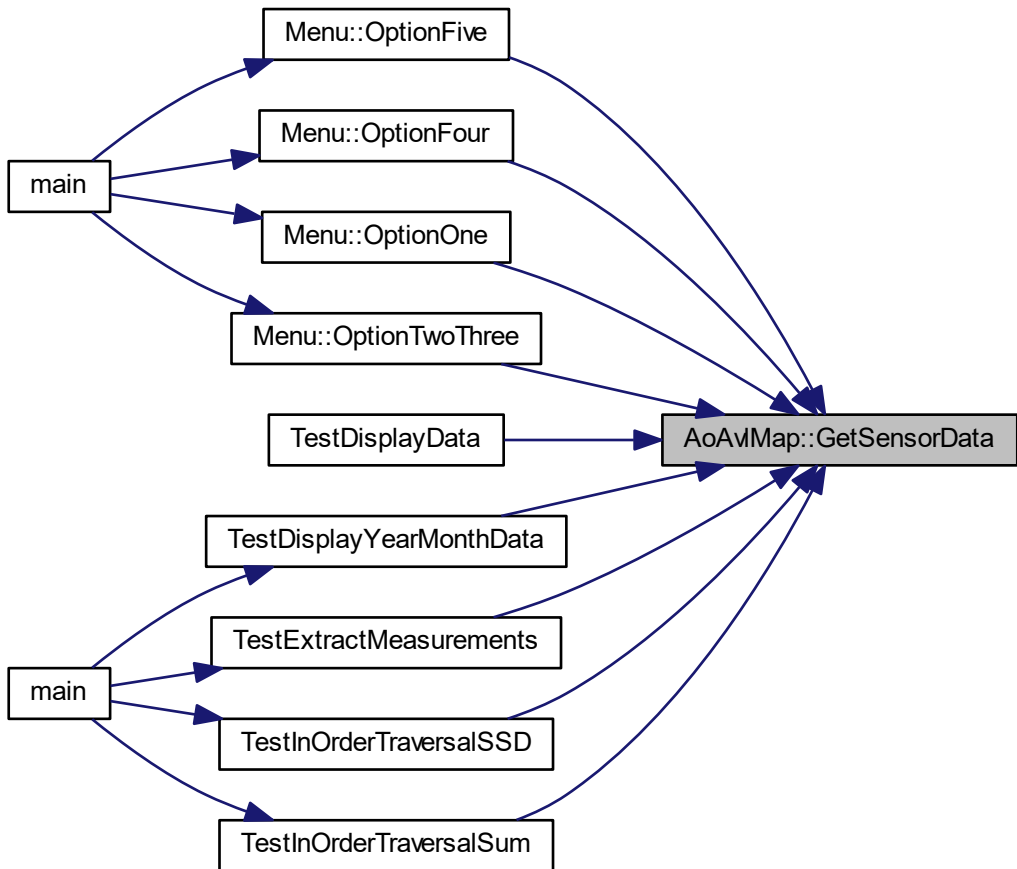 Menu::OptionFive
Menu::OptionFour
main
Menu::OptionOne
Menu::OptionTwoThree
TestDisplayData
AoAvlMap::GetSensorData
TestDisplayYearMonthData
TestExtractMeasurements
main
TestInOrderTraversalSSD
TestInOrderTraversalSum